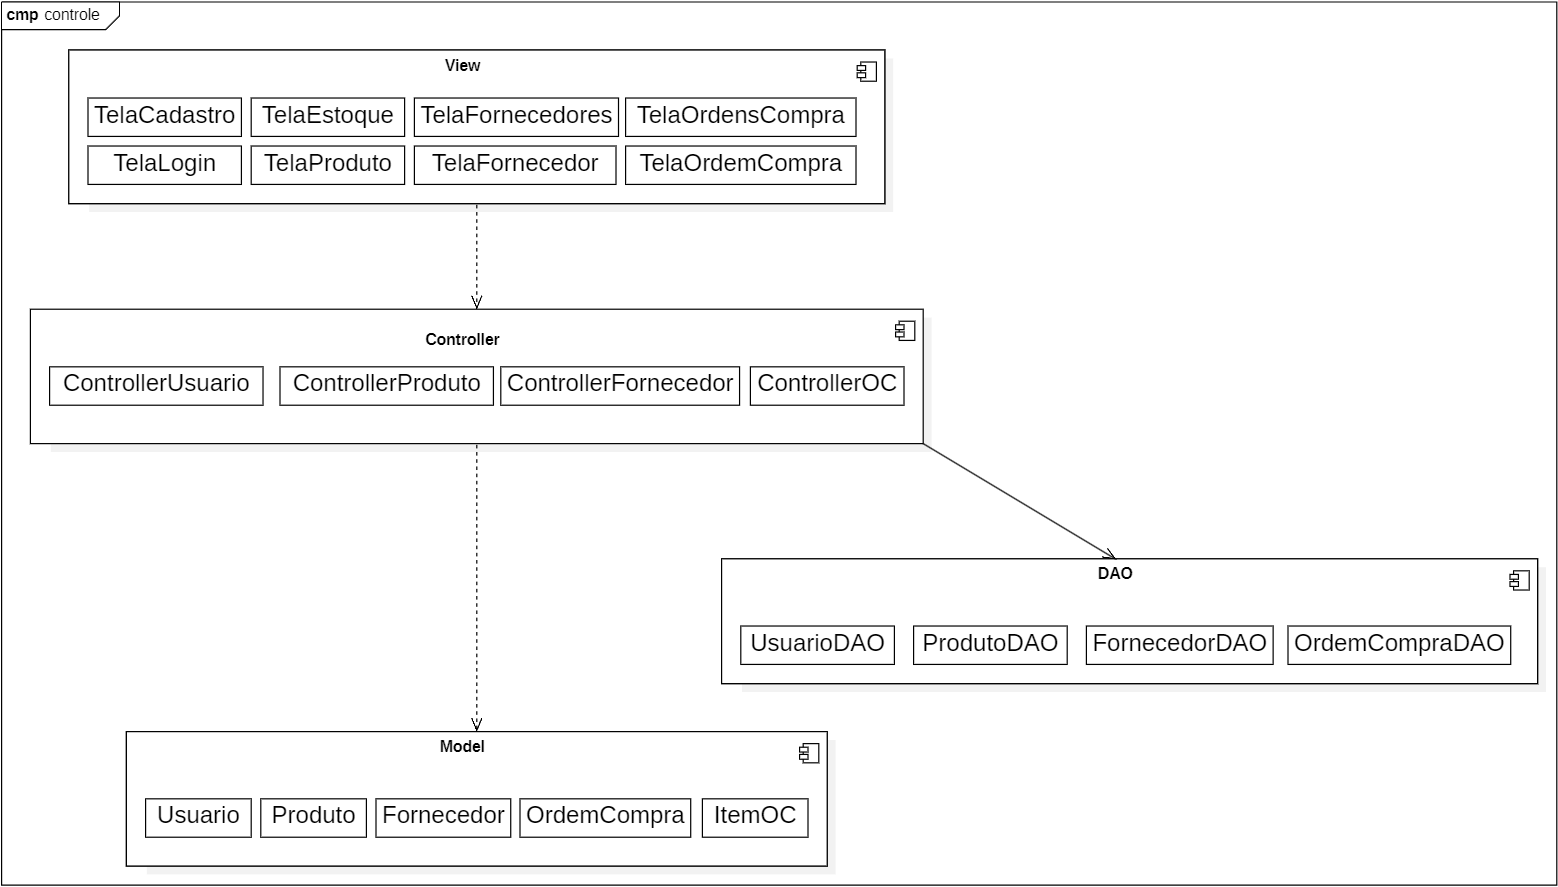 cmp controle
View
TelaCadastro TelaEstoque TelaFornecedores TelaOrdensCompra
TelaLogin TelaProduto TelaFornecedor TelaOrdemCompra
Controller
ControllerUsuario ControllerProduto ControllerFornecedor ControllerOC
DAO
UsuarioDAO ProdutoDAO FornecedorDAO OrdemCompraDAO
Model
Usuario Produto Fornecedor OrdemCompra ItemOC